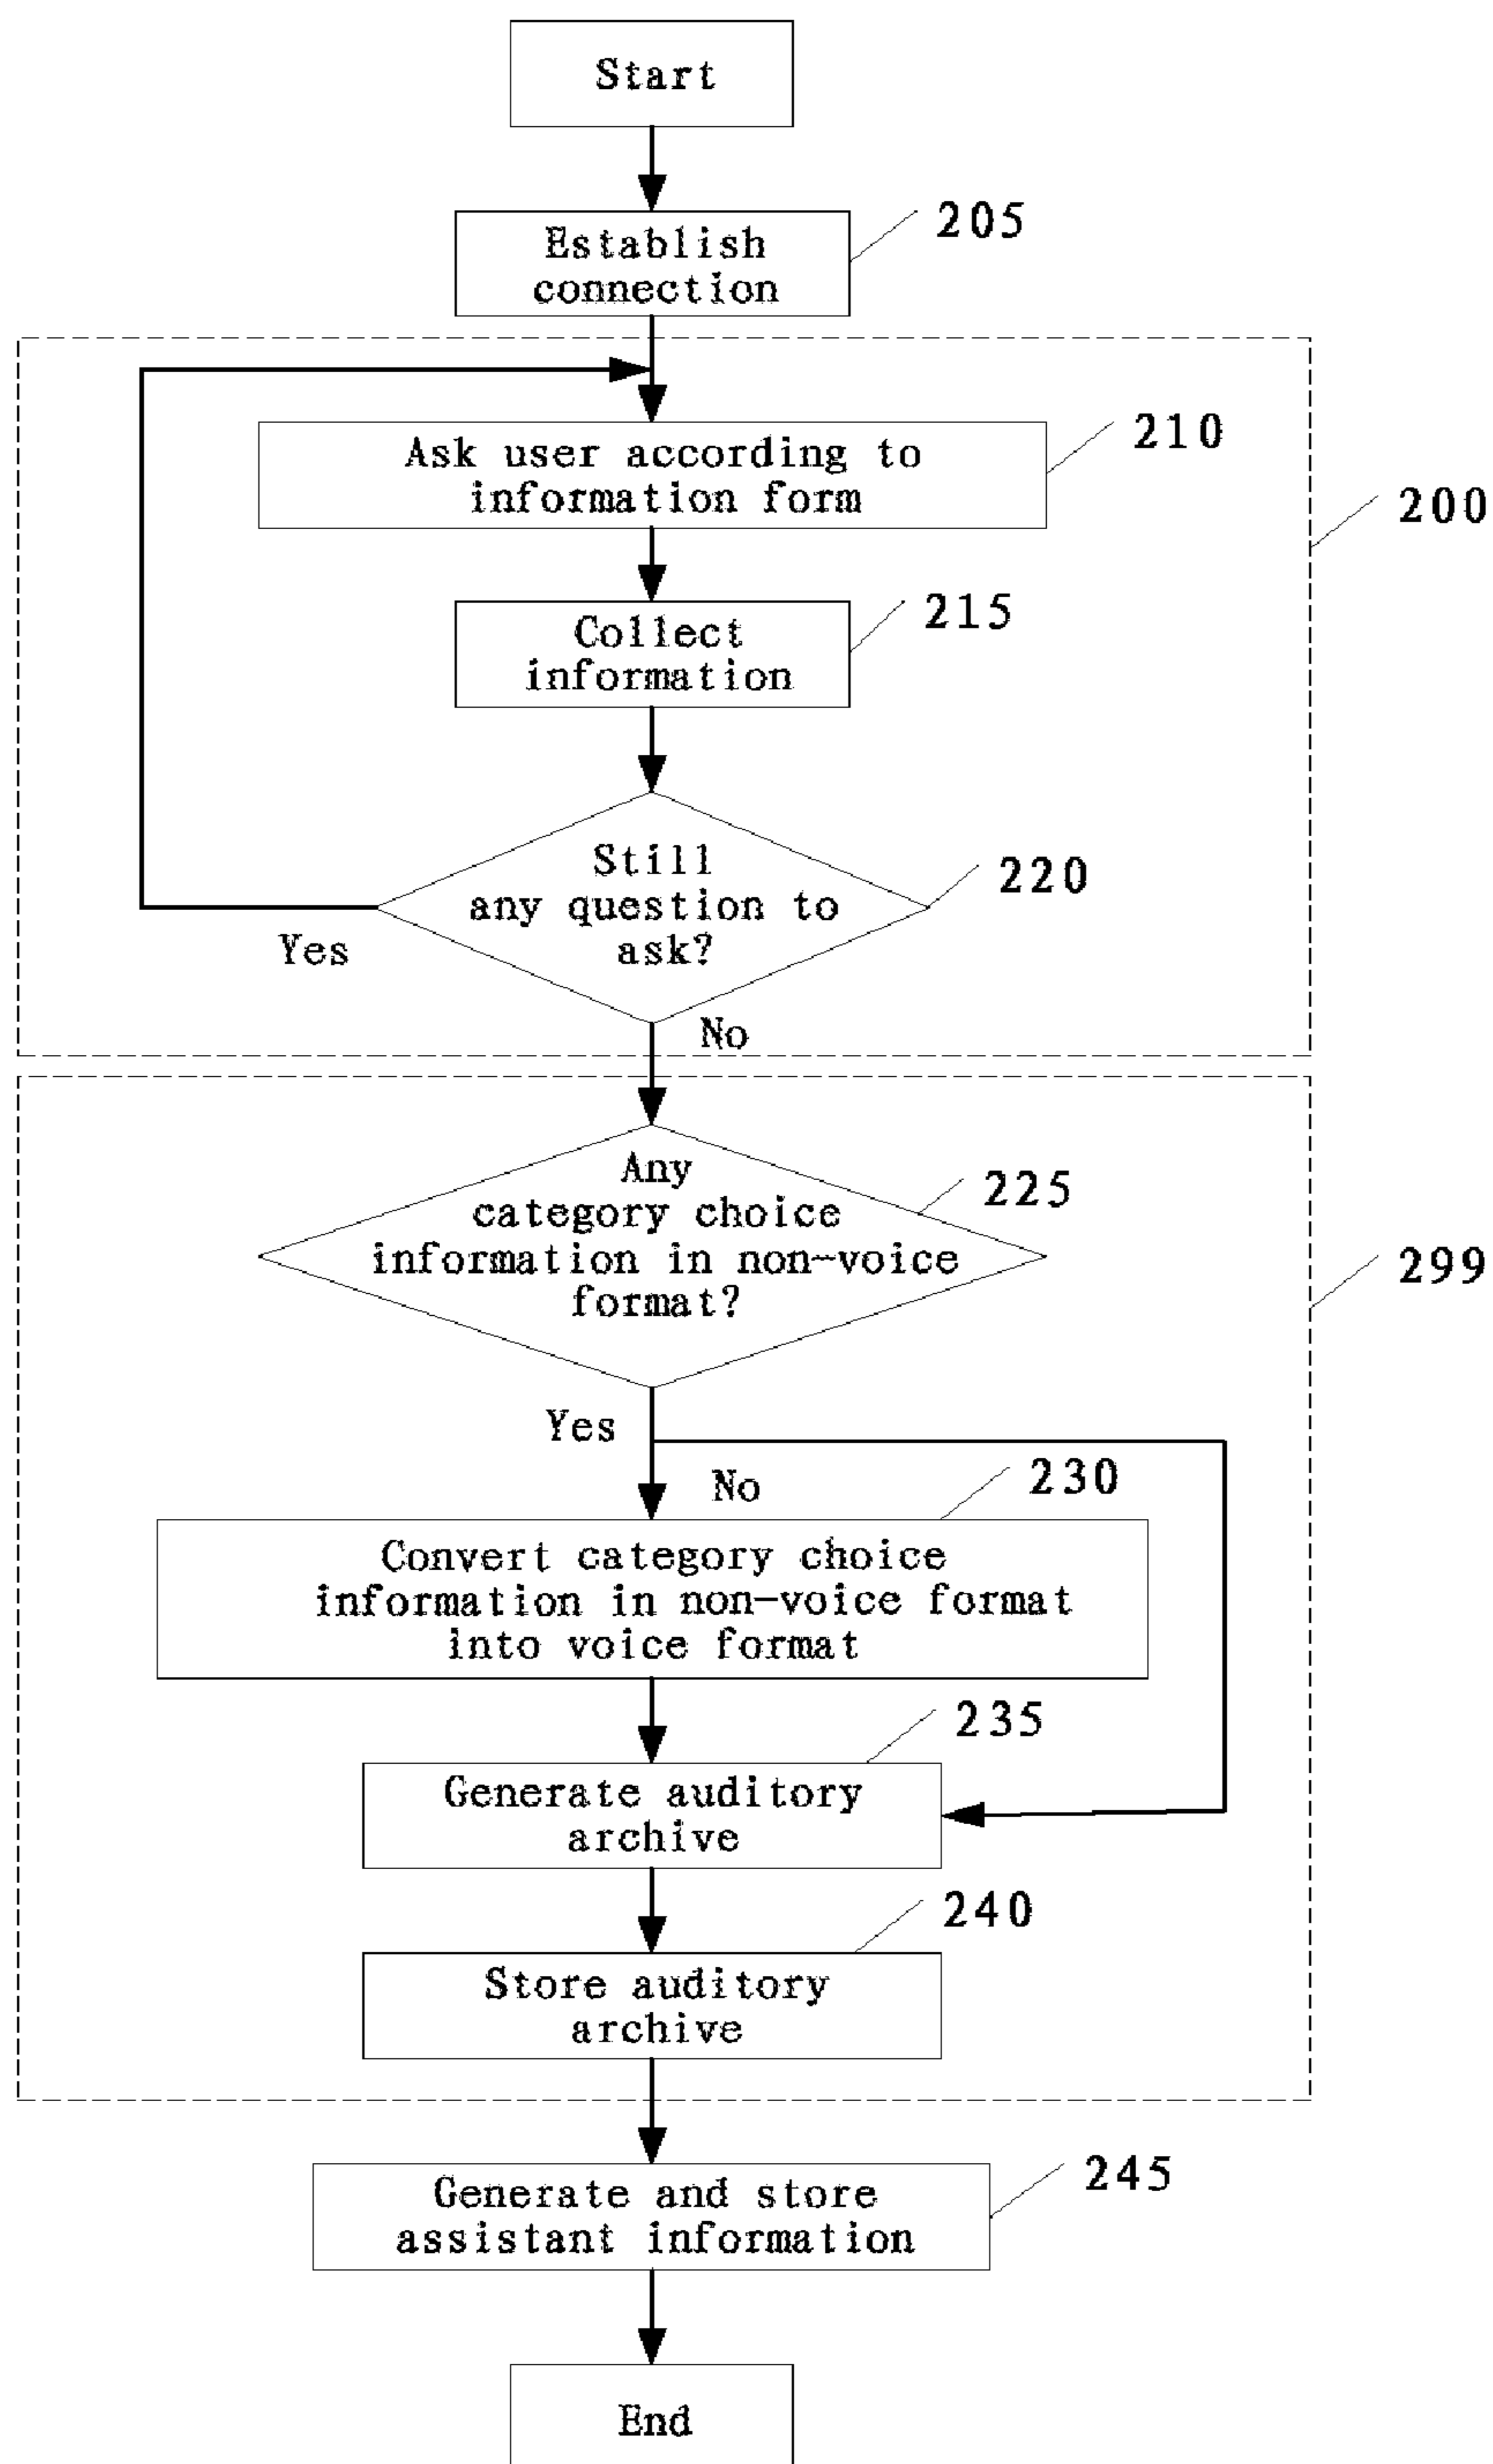 Start
205
Establish
connection
210
Ask user according to
information form
200
215
Collect
information
Still
220
any question to
ask?
Yes
No
Any
225
category choice
information in non-voice
299
format?
Yes
230
No
Convert category choice
information in non-voice format
into voice format
235
Generate auditory
archive
240
Store auditory
archive
245
Generate and store
assistant information
End